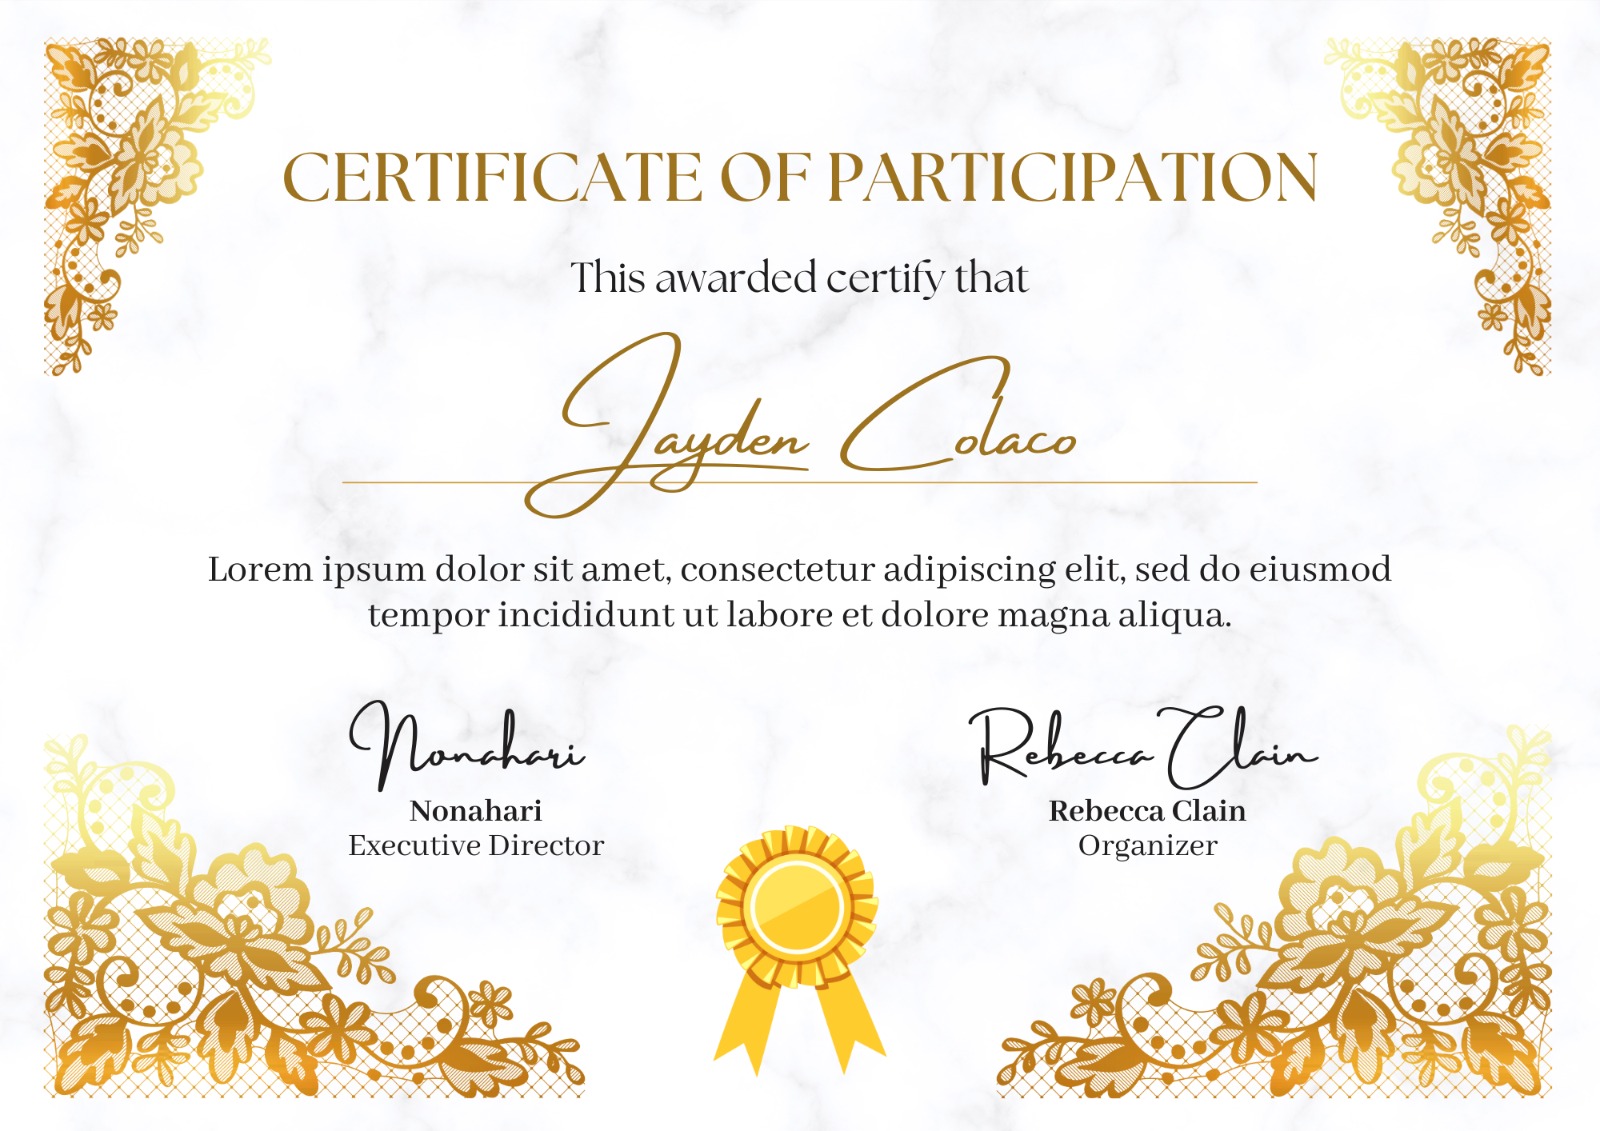 CERTIFICATE OF PARTICIPATION
This awarded certify that
Jayden Colaco
Lorem ipsum dolor sit amet, consectetur adipiscing elit, sed do eiusmod
tempor incididunt ut labore et dolore magna aliqua.
Nonahari
Nonahari
Executive Director
Rebecca Clain
Rebecca Clain
Organizer